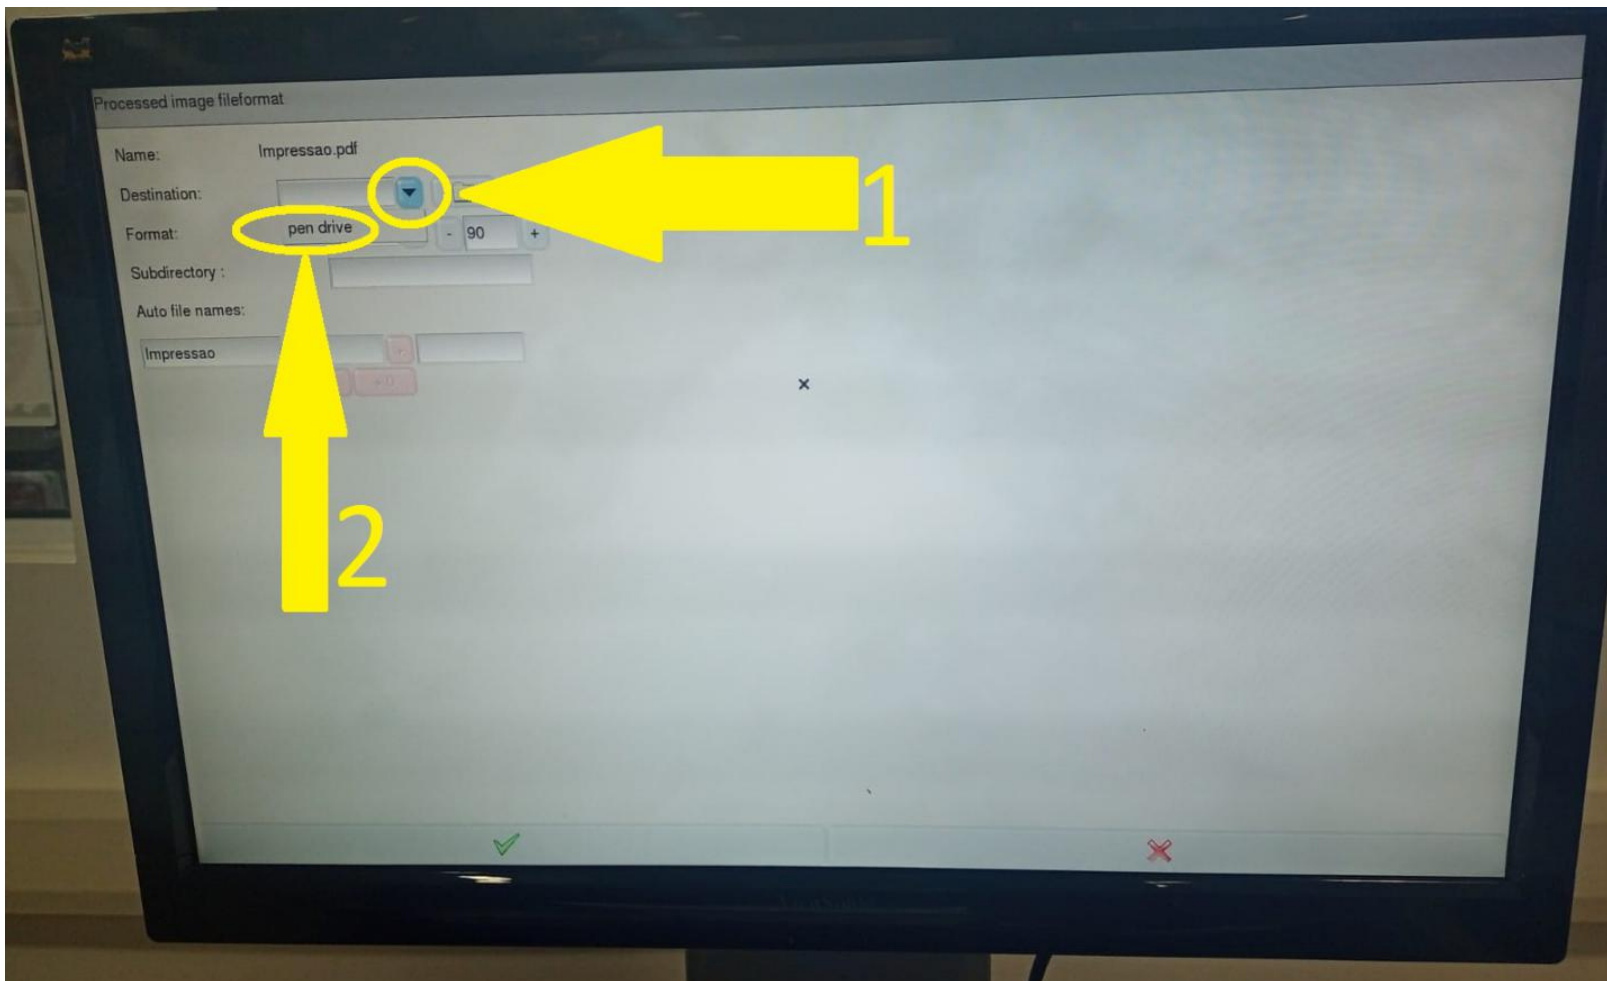 Processed image fileformat
Name: Impressao.pdf
Destination:
1
Format: pen drive - 90 +
Subdirectory :
Auto file names:
Impressao
2